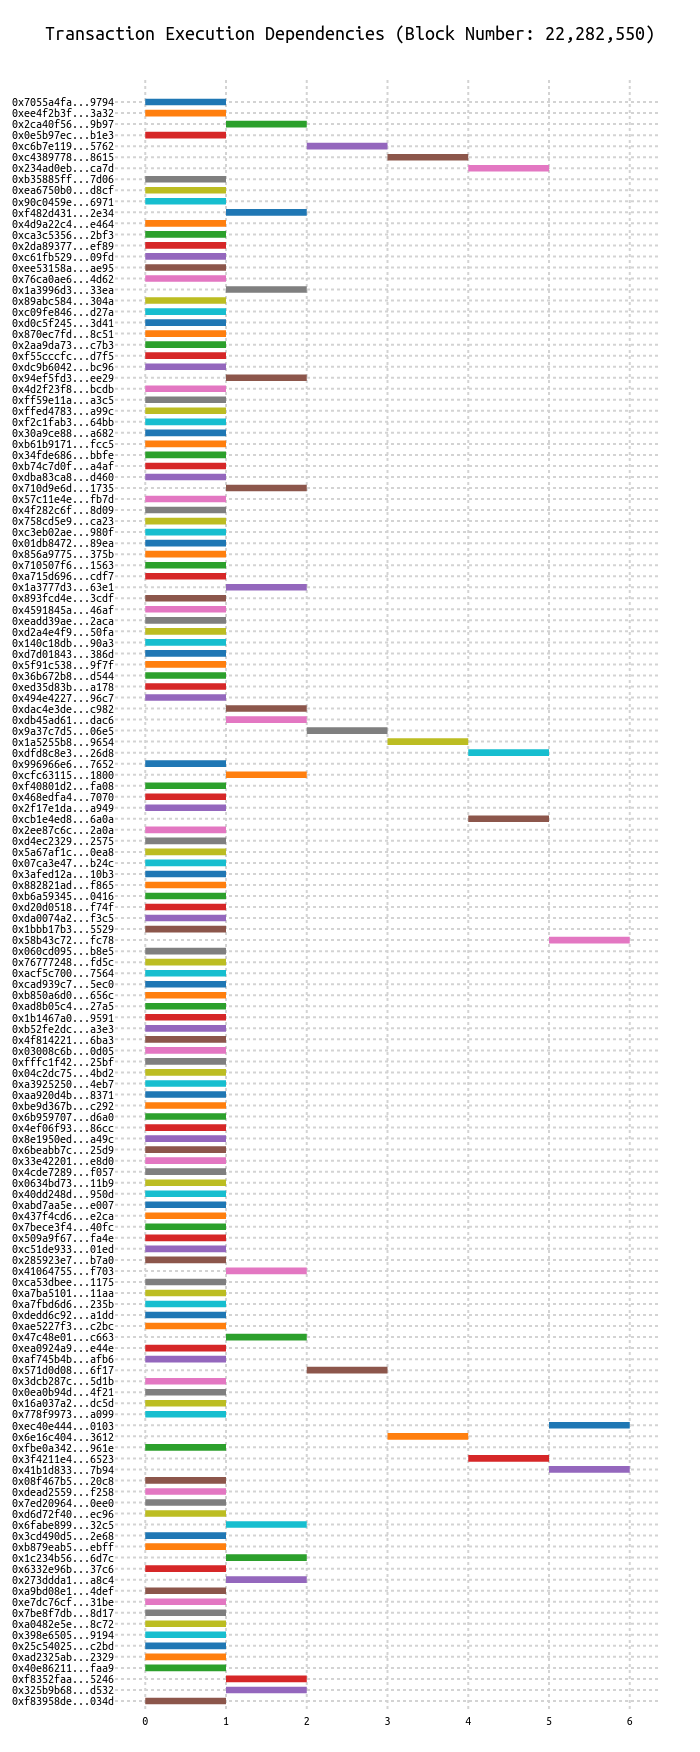 Transaction Execution Dependencies (Block Number: 22,282,550)
0x7055a4fa...9794
0xee4f2b3f...3a32
0x2ca40f56...9b97
0x0e5b97ec...b1e3
0xc6b7e119...5762
0xc4389778...8615
0x234ad0eb...ca7d
0xb35885ff...7d06
0xea6750b0...d8cf
0x90c0459e...6971
0xf482d431...2e34
0x4d9a22c4...e464
0xca3c5356...2bf3
0x2da89377...ef89
0xc61fb529...09fd
0xee53158a...ae95
0x76ca0ae6...4d62
0x1a3996d3...33ea
0x89abc584...304a
0xc09fe846...d27a
0xd0c5f245...3d41
0x870ec7fd...8c51
0x2aa9da73...c7b3
0xf55cccfc...d7f5
0xdc9b6042...bc96
0x94ef5fd3...ee29
0x4d2f23f8...bcdb
0xff59e11a...a3c5
0xffed4783...a99c
0xf2c1fab3...64bb
0x30a9ce88...a682
0xb61b9171...fcc5
0x34fde686...bbfe
0xb74c7d0f...a4af
0xdba83ca8...d460
0x710d9e6d...1735
0x57c11e4e...fb7d
0x4f282c6f...8d09
0x758cd5e9...ca23
0xc3eb02ae...980f
0x01db8472...89ea
0x856a9775...375b
0x710507f6...1563
0xa715d696...cdf7
0x1a3777d3...63e1
0x893fcd4e...3cdf
0x4591845a...46af
0xeadd39ae...2aca
0xd2a4e4f9...50fa
0x140c18db...90a3
0xd7d01843...386d
0x5f91c538...9f7f
0x36b672b8...d544
0xed35d83b...a178
0x494e4227...96c7
0xdac4e3de...c982
0xdb45ad61...dac6
0x9a37c7d5...06e5
0x1a5255b8...9654
0xdfd8c8e3...26d8
0x996966e6...7652
0xcfc63115...1800
0xf40801d2...fa08
0x468edfa4...7070
0x2f17e1da...a949
0xcb1e4ed8...6a0a
0x2ee87c6c...2a0a
0xd4ec2329...2575
0x5a67af1c...0ea8
0x07ca3e47...b24c
0x3afed12a...10b3
0x882821ad...f865
0xb6a59345...0416
0xd20d0518...f74f
0xda0074a2...f3c5
0x1bbb17b3...5529
0x58b43c72...fc78
0x060cd095...b8e5
0x76777248...fd5c
0xacf5c700...7564
0xcad939c7...5ec0
0xb850a6d0...656c
0xad8b05c4...27a5
0x1b1467a0...9591
0xb52fe2dc...a3e3
0x4f814221...6ba3
0x03008c6b...0d05
0xfffc1f42...25bf
0x04c2dc75...4bd2
0xa3925250...4eb7
0xaa920d4b...8371
0xbe9d367b...c292
0x6b959707...d6a0
0x4ef06f93...86cc
0x8e1950ed...a49c
0x6beabb7c...25d9
0x33e42201...e8d0
0x4cde7289...f057
0x0634bd73...11b9
0x40dd248d...950d
0xabd7aa5e...e007
0x437f4cd6...e2ca
0x7bece3f4...40fc
0x509a9f67...fa4e
0xc51de933...01ed
0x285923e7...b7a0
0x41064755...f703
0xca53dbee...1175
0xa7ba5101...11aa
0xa7fbd6d6...235b
0xdedd6c92...a1dd
0xae5227f3...c2bc
0x47c48e01...c663
0xea0924a9...e44e
0xaf745b4b...afb6
0x571d0d08...6f17
0x3dcb287c...5d1b
0x0ea0b94d...4f21
0x16a037a2...dc5d
0x778f9973...a099
0xec40e444...0103
0x6e16c404...3612
0xfbe0a342...961e
0x3f4211e4...6523
0x41b1d833...7b94
0x08f467b5...20c8
0xdead2559...f258
0x7ed20964...0ee0
0xd6d72f40...ec96
0x6fabe899...32c5
0x3cd490d5...2e68
0xb879eab5...ebff
0x1c234b56...6d7c
0x6332e96b...37c6
0x273ddda1...a8c4
0xa9bd08e1...4def
0xe7dc76cf...31be
0x7be8f7db...8d17
0xa0482e5e...8c72
0x398e6505...9194
0x25c54025...c2bd
0xad2325ab...2329
0x40e86211...faa9
0xf8352faa...5246
0x325b9b68...d532
0xf83958de...034d
0 1 2 3 4 5 6